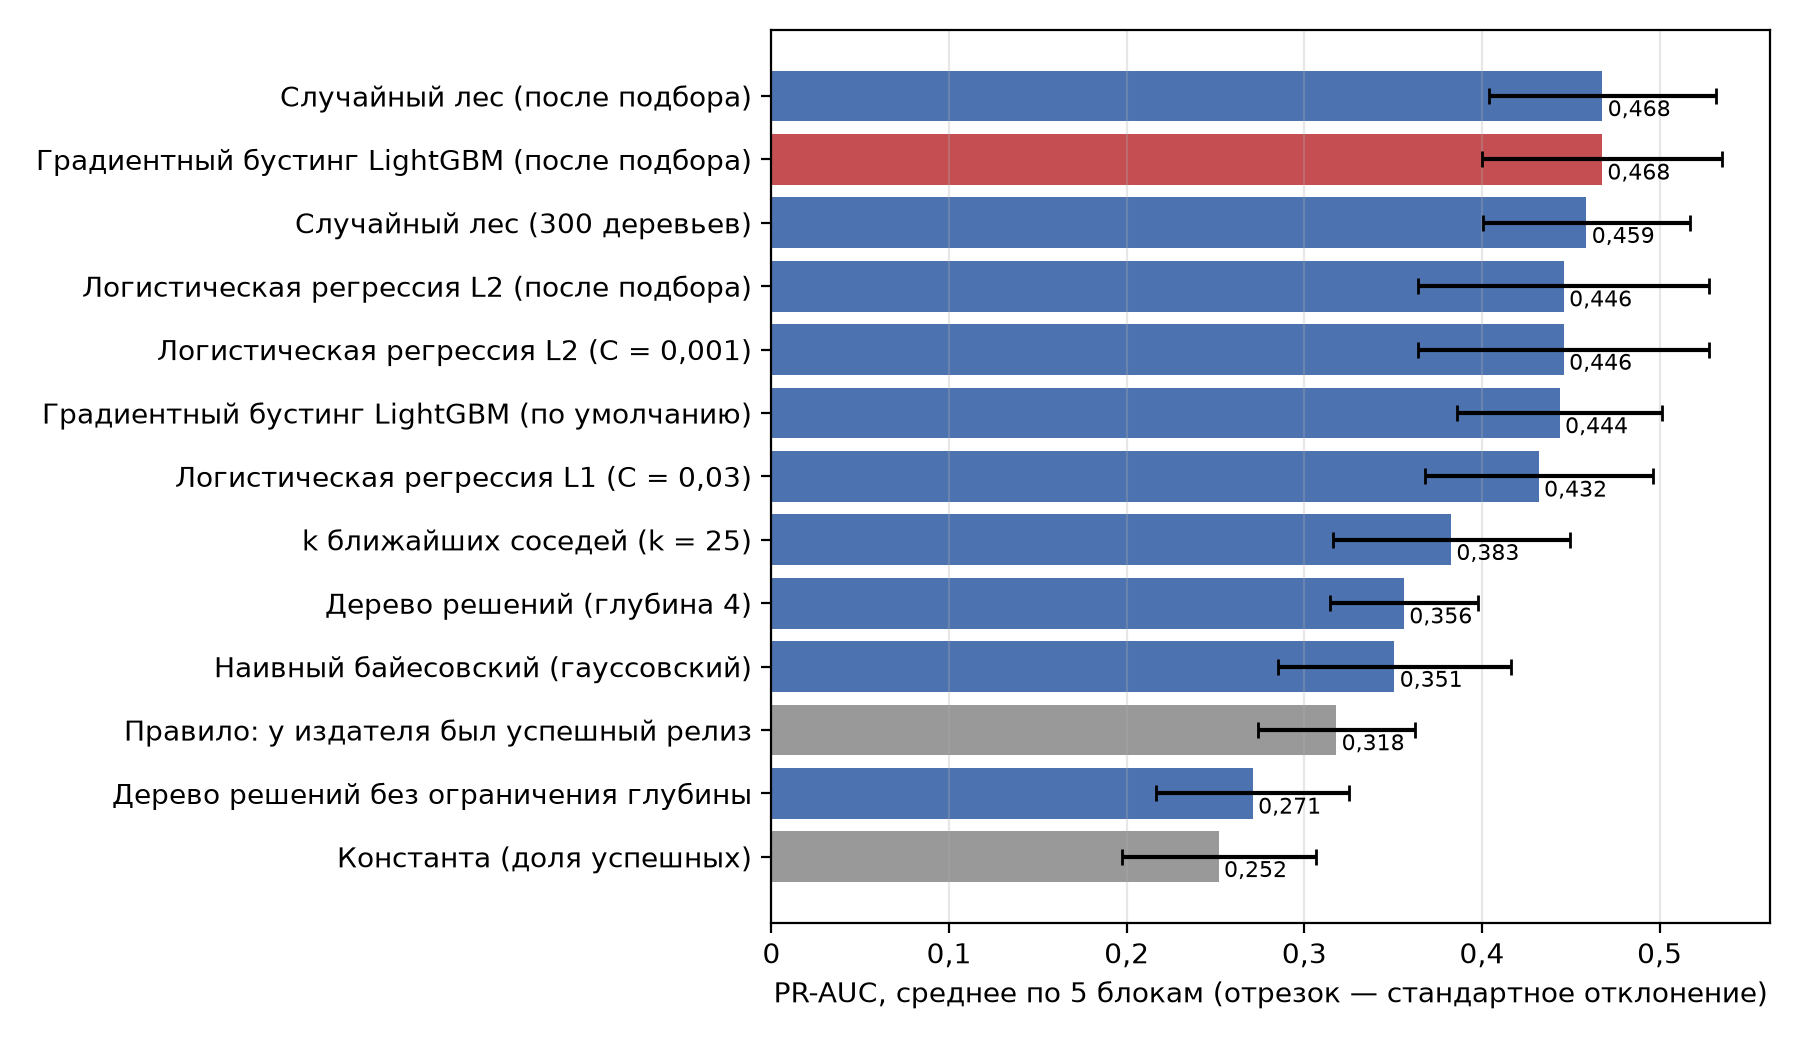 Случайный лес (после подбора)
0,468
Градиентный бустинг LightGBM (после подбора)
0,468
Случайный лес (300 деревьев)
0,459
Логистическая регрессия L2 (после подбора)
0,446
Логистическая регрессия L2 (C = 0,001)
0,446
Градиентный бустинг LightGBM (по умолчанию)
0,444
Логистическая регрессия L1 (C = 0,03)
0,432
k ближайших соседей (k = 25)
0,383
Дерево решений (глубина 4)
0,356
Наивный байесовский (гауссовский)
0,351
Правило: у издателя был успешный релиз
0,318
Дерево решений без ограничения глубины
0,271
Константа (доля успешных)
0,252
0 0,1 0,2 0,3 0,4 0,5
PR-AUC, среднее по 5 блокам (отрезок — стандартное отклонение)